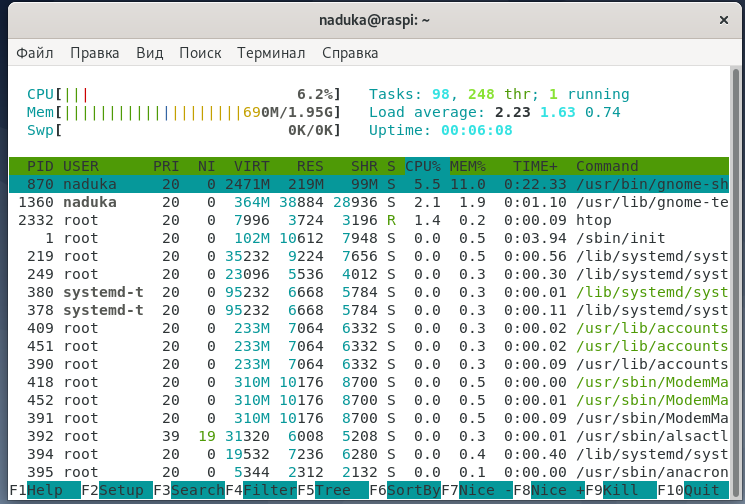 naduka@raspi: ~
Файл Правка Вид Поиск Терминал Справка
CPU[||| 6.2%] Tasks: 98, 248 thr; 1 running
Mem[||||||||||||||||||||690M/1.95G] Load average: 2.23 1.63 0.74
Swp[ 0K/0K] Uptime: 00:06:08
PID USER PRI NI VIRT RES SHR S CPU% MEM% TIME+ Command
870 naduka 20 0 2471M 219M 99M S 5.5 11.0 0:22.33 /usr/bin/gnome-sh
1360 naduka 20 0 364M 38884 28936 S 2.1 1.9 0:01.10 /usr/lib/gnome-te
2332 root 20 0 7996 3724 3196 R 1.4 0.2 0:00.09 htop
1 root 20 0 102M 10612 7948 S 0.0 0.5 0:03.94 /sbin/init
219 root 20 0 35232 9224 7656 S 0.0 0.5 0:00.56 /lib/systemd/syst
249 root 20 0 23096 5536 4012 S 0.0 0.3 0:00.30 /lib/systemd/syst
380 systemd-t 20 0 95232 6668 5784 S 0.0 0.3 0:00.01 /lib/systemd/syst
378 systemd-t 20 0 95232 6668 5784 S 0.0 0.3 0:00.11 /lib/systemd/syst
409 root 20 0 233M 7064 6332 S 0.0 0.3 0:00.02 /usr/lib/accounts
451 root 20 0 233M 7064 6332 S 0.0 0.3 0:00.02 /usr/lib/accounts
390 root 20 0 233M 7064 6332 S 0.0 0.3 0:00.09 /usr/lib/accounts
418 root 20 0 310M 10176 8700 S 0.0 0.5 0:00.00 /usr/sbin/ModemMa
452 root 20 0 310M 10176 8700 S 0.0 0.5 0:00.01 /usr/sbin/ModemMa
391 root 20 0 310M 10176 8700 S 0.0 0.5 0:00.09 /usr/sbin/ModemMa
392 root 39 19 31320 6008 5208 S 0.0 0.3 0:00.01 /usr/sbin/alsactl
394 root 20 0 19532 7236 6280 S 0.0 0.4 0:00.40 /lib/systemd/syst
395 root 20 0 5344 2312 2132 S 0.0 0.1 0:00.00 /usr/sbin/anacron
F1Help F2Setup F3SearchF4FilterF5Tree F6SortByF7Nice -F8Nice +F9Kill F10Quit